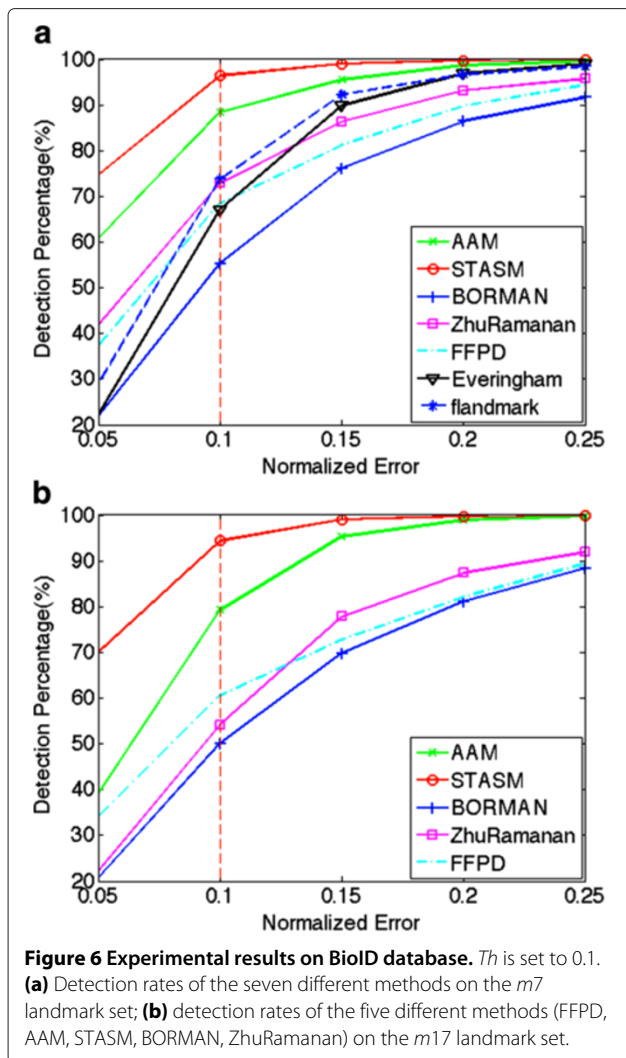 a
100
90
80
70
60
50
40
30
20
Detection Percentage(%)
AAM
STASM
BORMAN
ZhuRamanan
FFPD
Everingham
flandmark
0.05 0.1 0.15 0.2 0.25
Normalized Error
b
100
90
80
70
60
50
40
30
20
Detection Percentage(%)
AAM
STASM
BORMAN
ZhuRamanan
FFPD
0.05 0.1 0.15 0.2 0.25
Normalized Error
Figure 6 Experimental results on BioID database. Th is set to 0.1.
(a) Detection rates of the seven different methods on the m7
landmark set; (b) detection rates of the five different methods (FFPD,
AAM, STASM, BORMAN, ZhuRamanan) on the m17 landmark set.